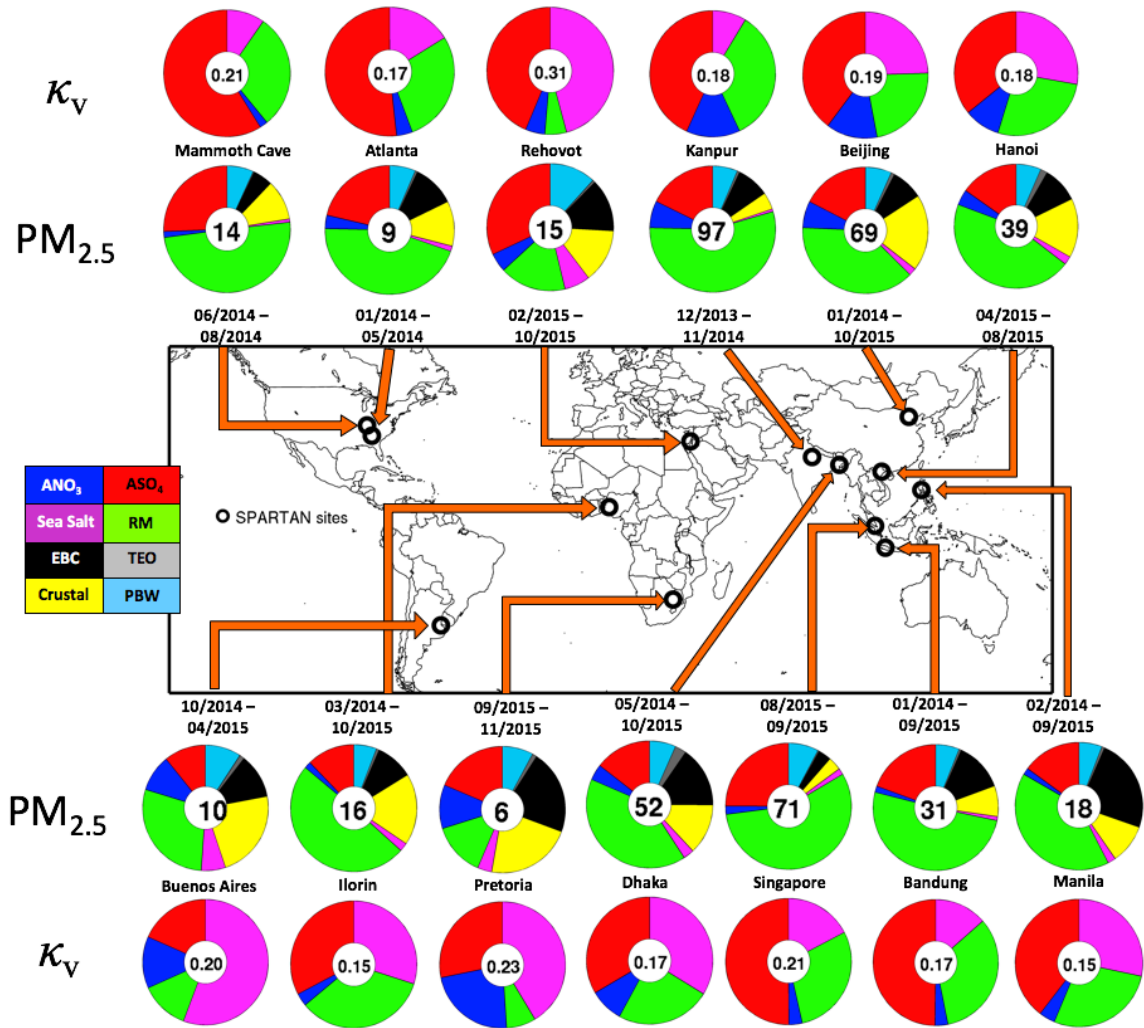 κv
0.21
0.17
0.31
0.18
0.19
0.18
Mammoth Cave
Atlanta
Rehovot
Kanpur
Beijing
Hanoi
PM2.5
14
9
15
97
69
39
06/2014 –
08/2014
01/2014 –
05/2014
02/2015 –
10/2015
12/2013 –
11/2014
01/2014 –
10/2015
04/2015 –
08/2015
ANO3
ASO4
Sea Salt
RM
EBC
TEO
Crustal
PBW
SPARTAN sites
10/2014 –
04/2015
03/2014 –
10/2015
09/2015 –
11/2015
05/2014 –
10/2015
08/2015 –
09/2015
01/2014 –
09/2015
02/2014 –
09/2015
PM2.5
10
16
6
52
71
31
18
Buenos Aires
Ilorin
Pretoria
Dhaka
Singapore
Bandung
Manila
κv
0.20
0.15
0.23
0.17
0.21
0.17
0.15